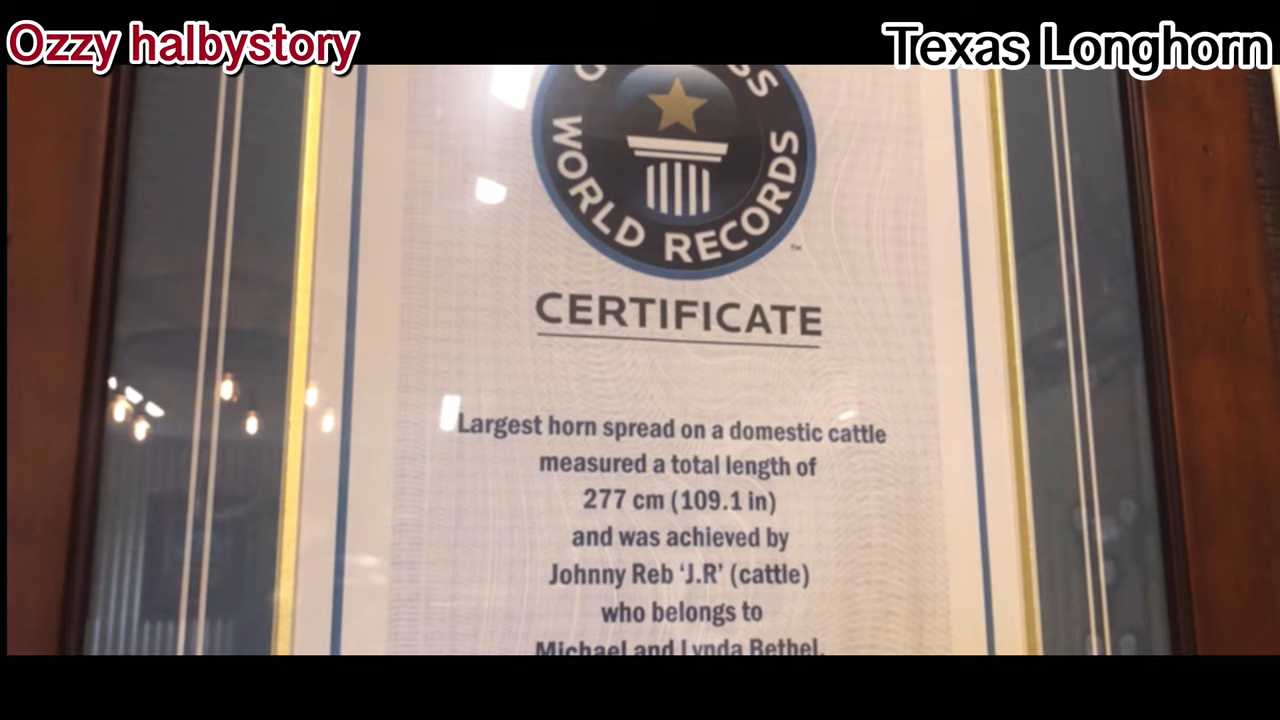 Ozzy halbystory
Texas Longhorn
WORLD RECORDS
™
CERTIFICATE
Largest horn spread on a domestic cattle
measured a total length of
277 cm (109.1 in)
and was achieved by
Johnny Reb ‘J.R’ (cattle)
who belongs to
Michael and Lynda Bethel.